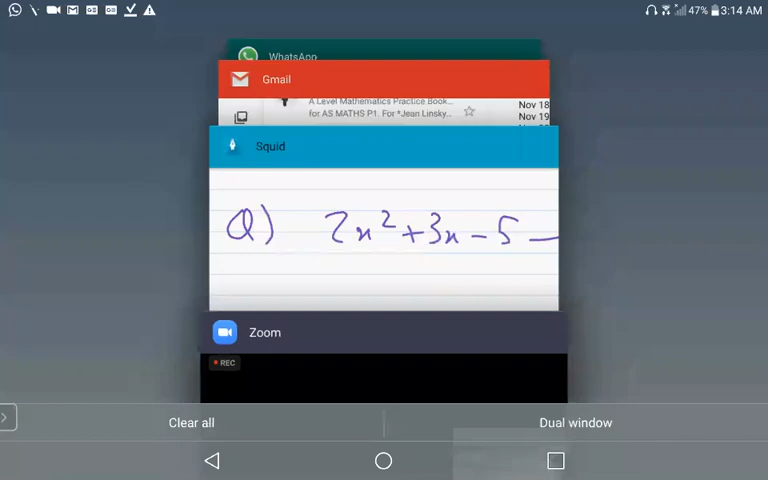 47% 3:14 AM
WhatsApp
Gmail
A Level Mathematics Practice Book...
for AS MATHS P1. For *Jean Linsky...
Nov 18
Nov 19
Squid
Q) 2x² + 3x - 5 -
Zoom
REC
Clear all
Dual window